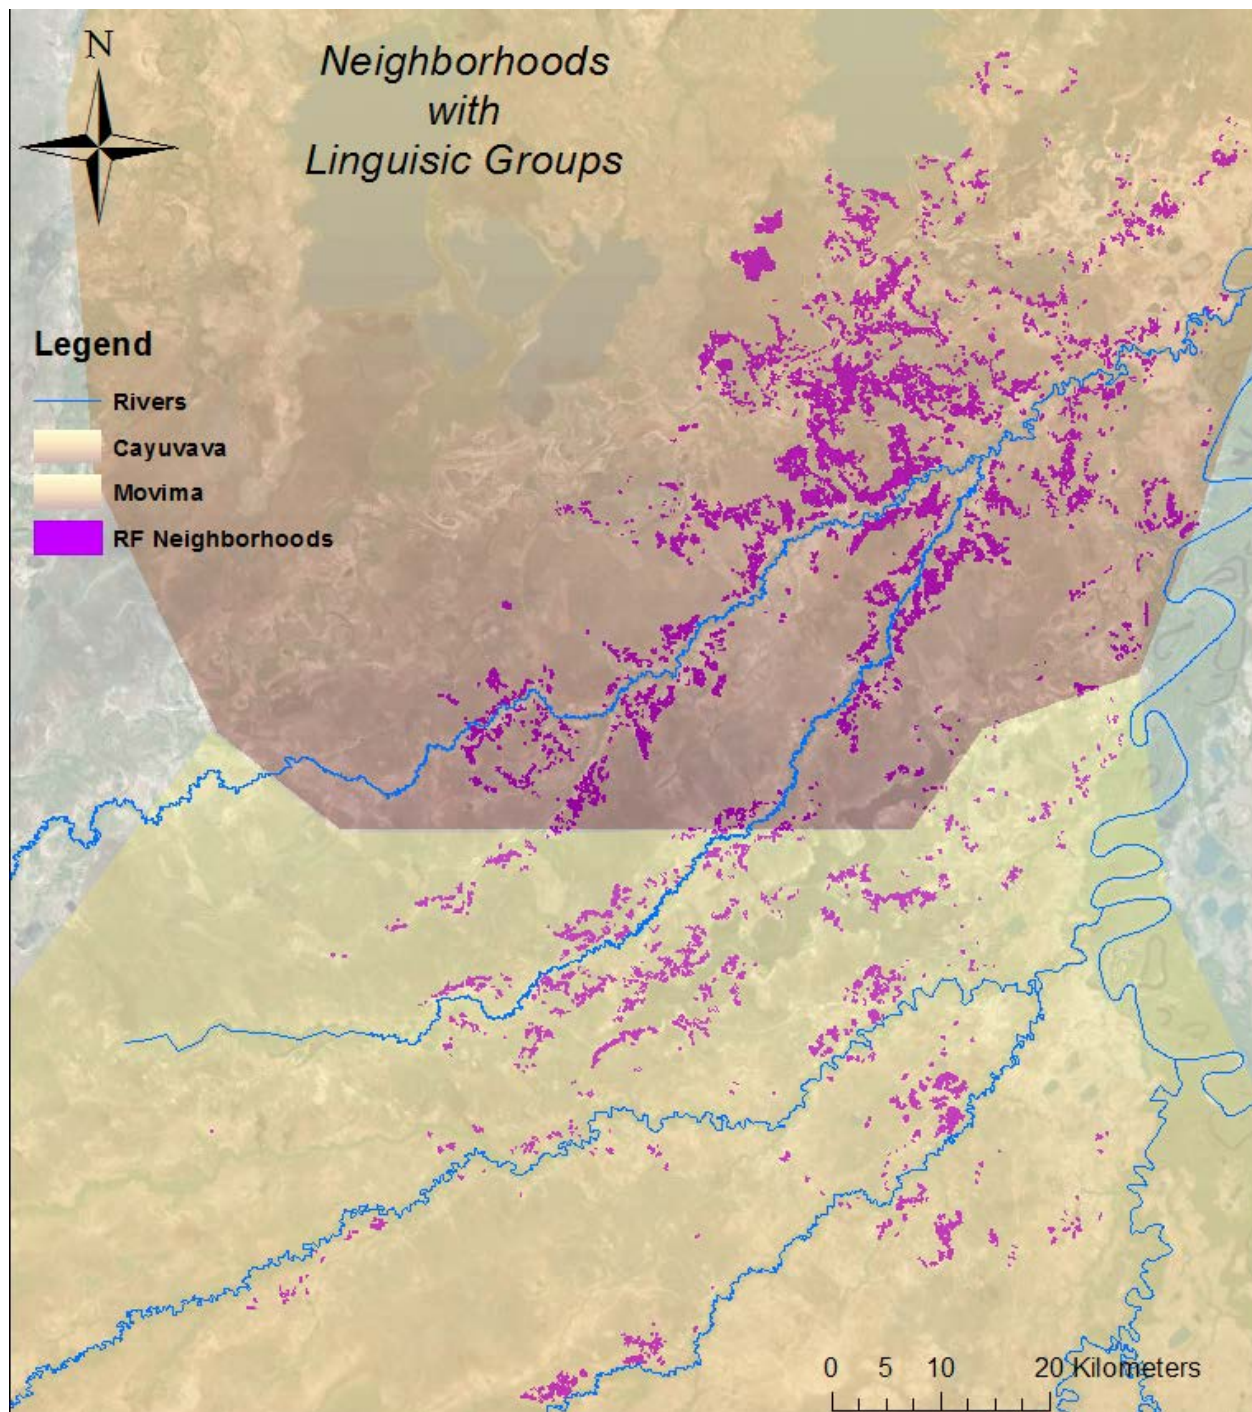 N
Neighborhoods
with
Linguisic Groups
Legend
Rivers
Cayuvava
Movima
RF Neighborhoods
0 5 10 20 Kilometers